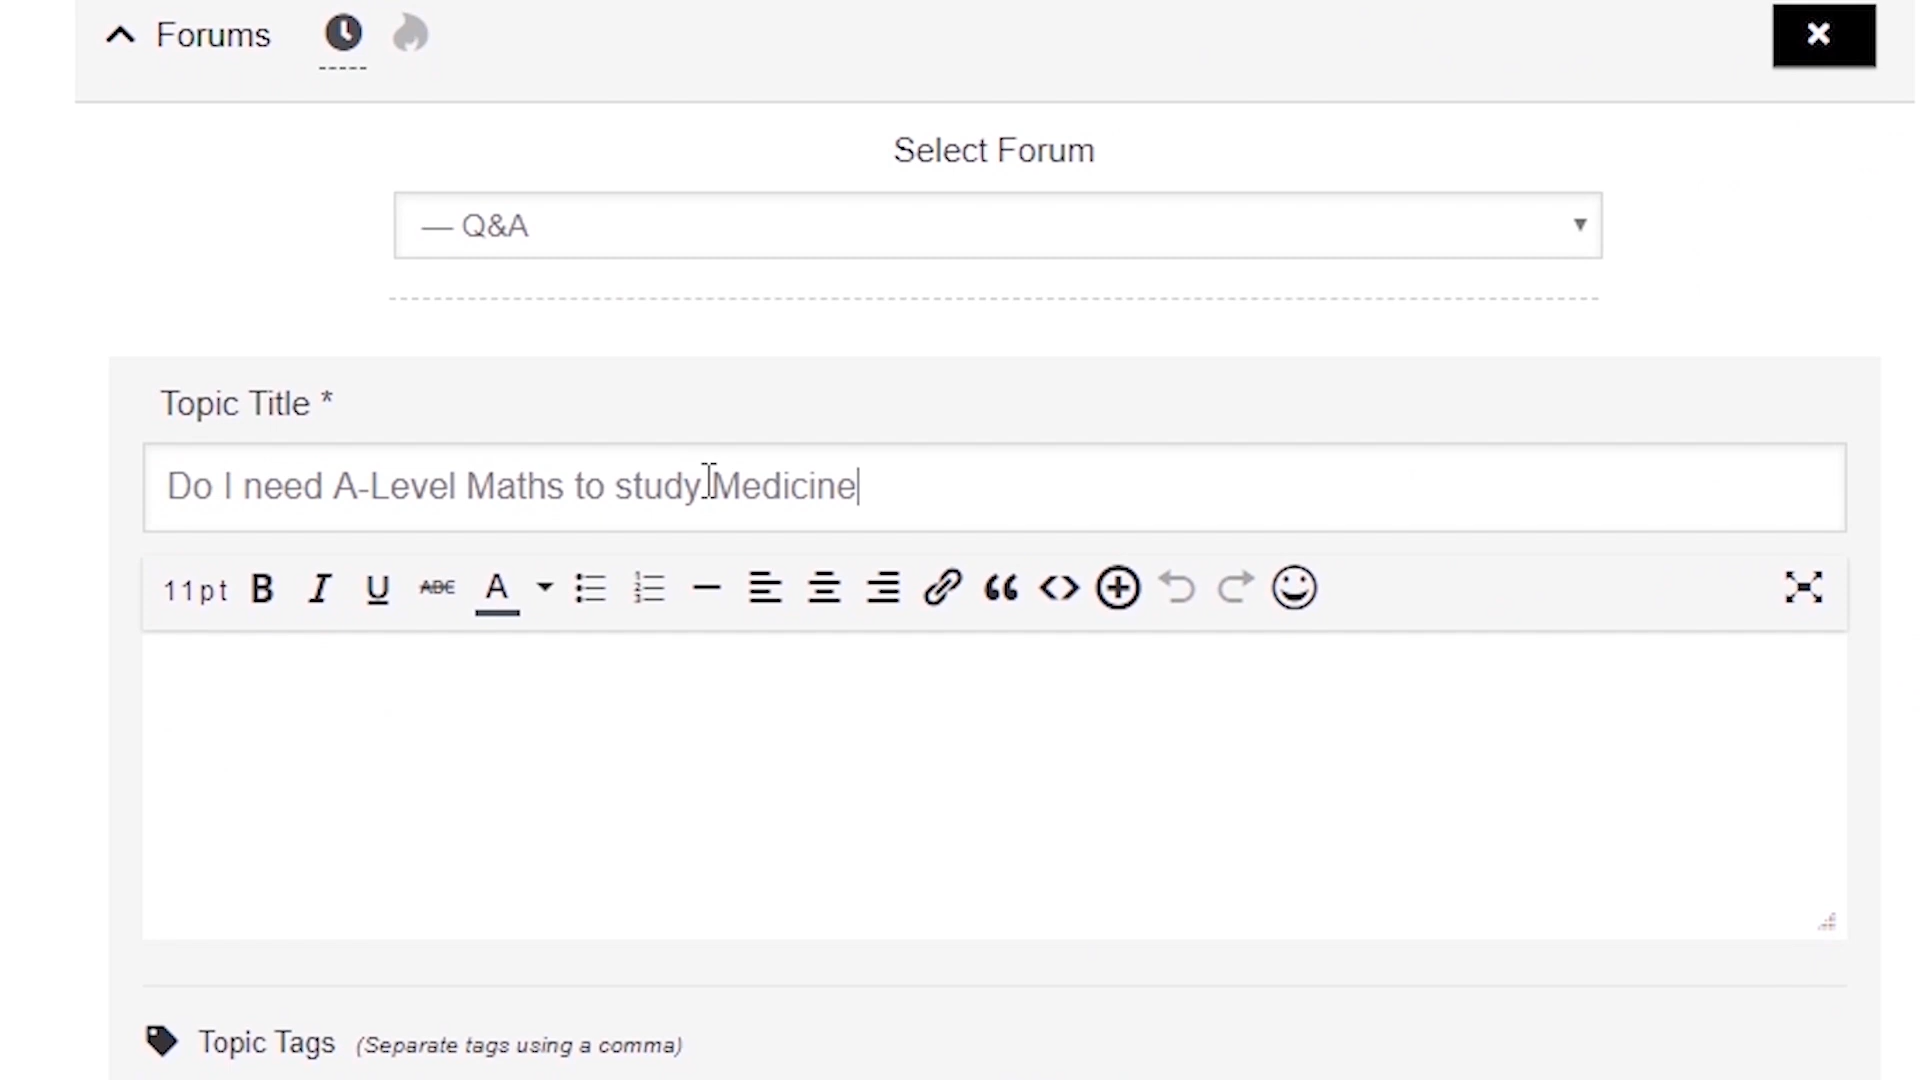 Forums
Select Forum
— Q&A
Topic Title *
Do I need A-Level Maths to study Medicine
11pt B I U ABC A
Topic Tags (Separate tags using a comma)